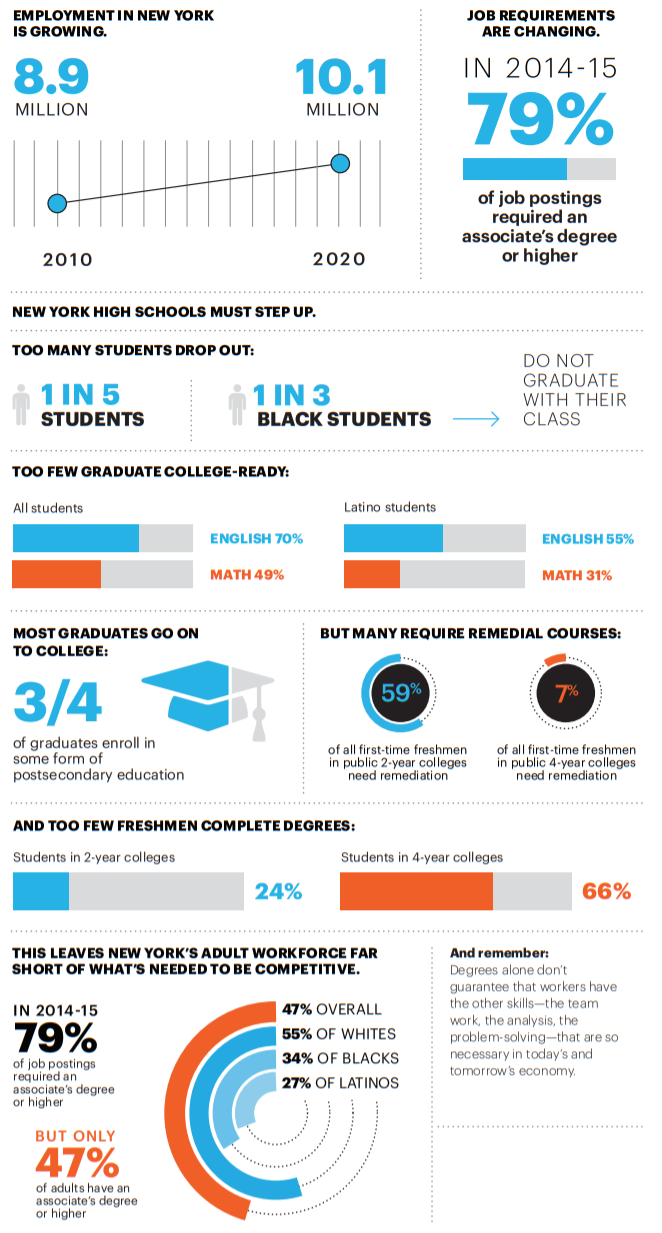 EMPLOYMENT IN NEW YORK
IS GROWING.
8.9
MILLION
10.1
MILLION
2010
2020
JOB REQUIREMENTS
ARE CHANGING.
IN 2014-15
79%
of job postings
required an
associate's degree
or higher
NEW YORK HIGH SCHOOLS MUST STEP UP.
TOO MANY STUDENTS DROP OUT:
1 IN 5
STUDENTS
1 IN 3
BLACK STUDENTS
DO NOT
GRADUATE
WITH THEIR
CLASS
TOO FEW GRADUATE COLLEGE-READY:
All students
ENGLISH 70%
MATH 49%
Latino students
ENGLISH 55%
MATH 31%
MOST GRADUATES GO ON
TO COLLEGE:
3/4
of graduates enroll in
some form of
postsecondary education
BUT MANY REQUIRE REMEDIAL COURSES:
59%
of all first-time freshmen
in public 2-year colleges
need remediation
7%
of all first-time freshmen
in public 4-year colleges
need remediation
AND TOO FEW FRESHMEN COMPLETE DEGREES:
Students in 2-year colleges
24%
Students in 4-year colleges
66%
THIS LEAVES NEW YORK'S ADULT WORKFORCE FAR
SHORT OF WHAT'S NEEDED TO BE COMPETITIVE.
IN 2014-15
79%
of job postings
required an
associate's degree
or higher
BUT ONLY
47%
of adults have an
associate's degree
or higher
47% OVERALL
55% OF WHITES
34% OF BLACKS
27% OF LATINOS
And remember:
Degrees alone don't
guarantee that workers have
the other skills—the team
work, the analysis, the
problem-solving—that are so
necessary in today's and
tomorrow's economy.